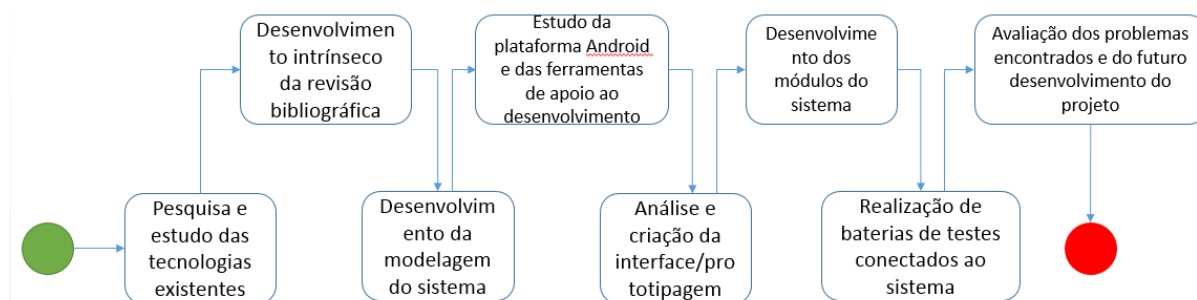 Pesquisa e
estudo das
tecnologias
existentes
Desenvolvimen
to intrínseco
da revisão
bibliográfica
Desenvolvim
ento da
modelagem
do sistema
Estudo da
plataforma Android
e das ferramentas
de apoio ao
desenvolvimento
Análise e
criação da
interface/pro
totipagem
Desenvolvime
nto dos
módulos do
sistema
Realização de
baterias de testes
conectados ao
sistema
Avaliação dos problemas
encontrados e do futuro
desenvolvimento do
projeto